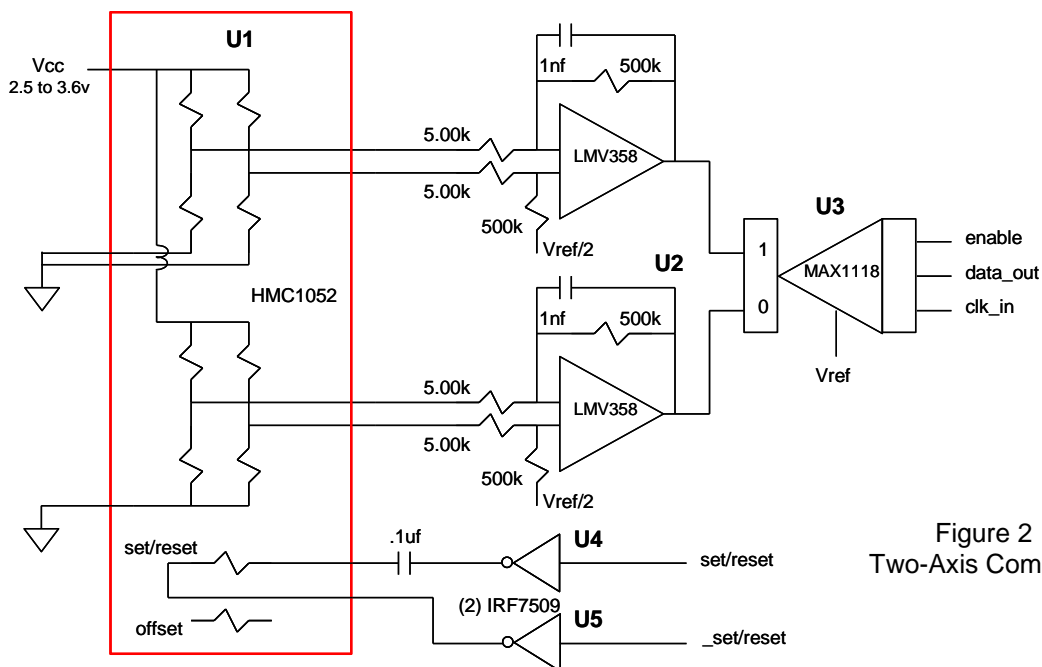 U1
Vcc
2.5 to 3.6v
1nf
500k
5.00k
LMV358
5.00k
500k
Vref/2
U3
1
0
MAX1118
enable
data_out
clk_in
Vref
HMC1052
U2
1nf
500k
5.00k
LMV358
5.00k
500k
Vref/2
.1uf
set/reset
U4
set/reset
(2) IRF7509
offset
U5
_set/reset
Figure 2
Two-Axis Com